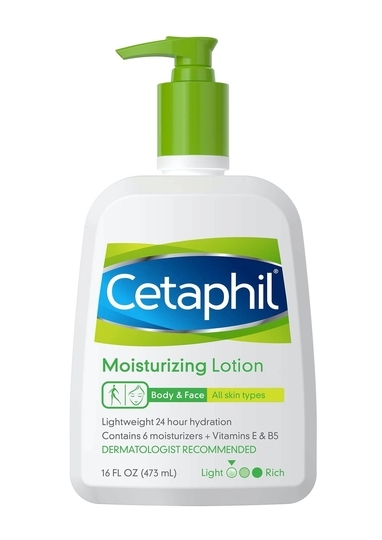 Cetaphil®
Moisturizing Lotion
Body & Face All skin types
Lightweight 24 hour hydration
Contains 6 moisturizers + Vitamins E & B5
DERMATOLOGIST RECOMMENDED
16 FL OZ (473 mL) Light Rich